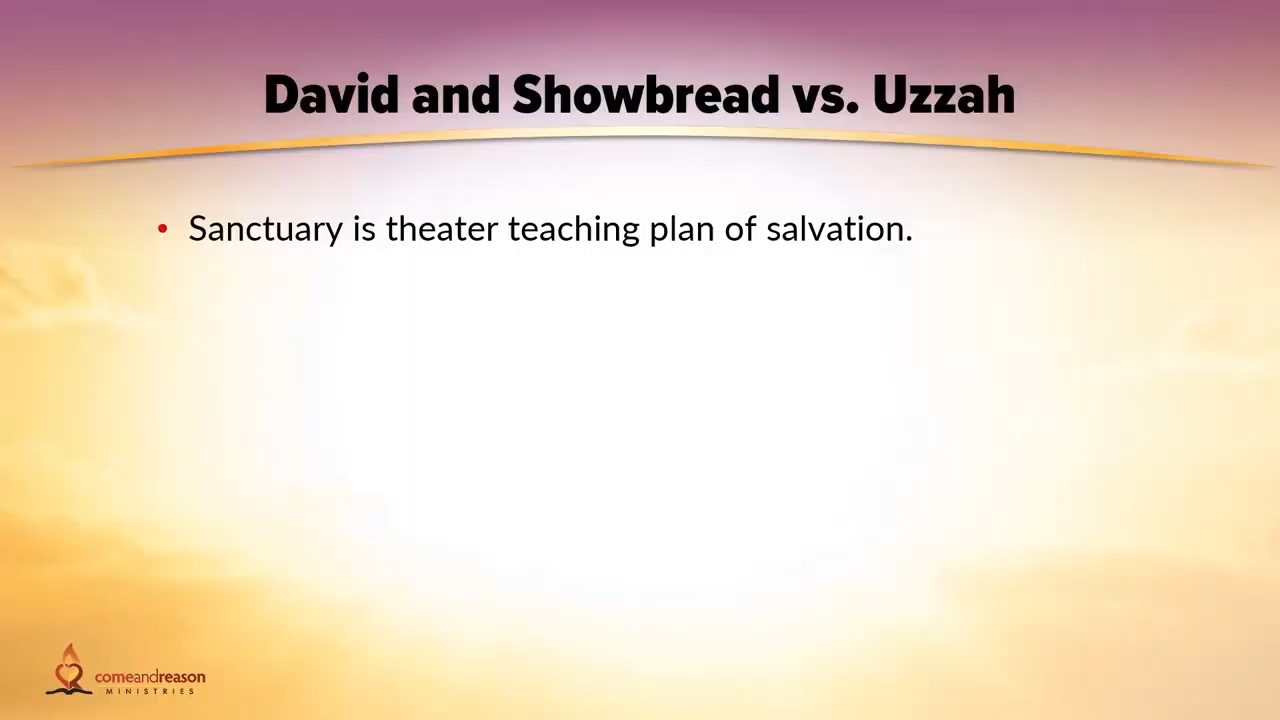 David and Showbread vs. Uzzah
• Sanctuary is theater teaching plan of salvation.
comeandreason
MINISTRIES